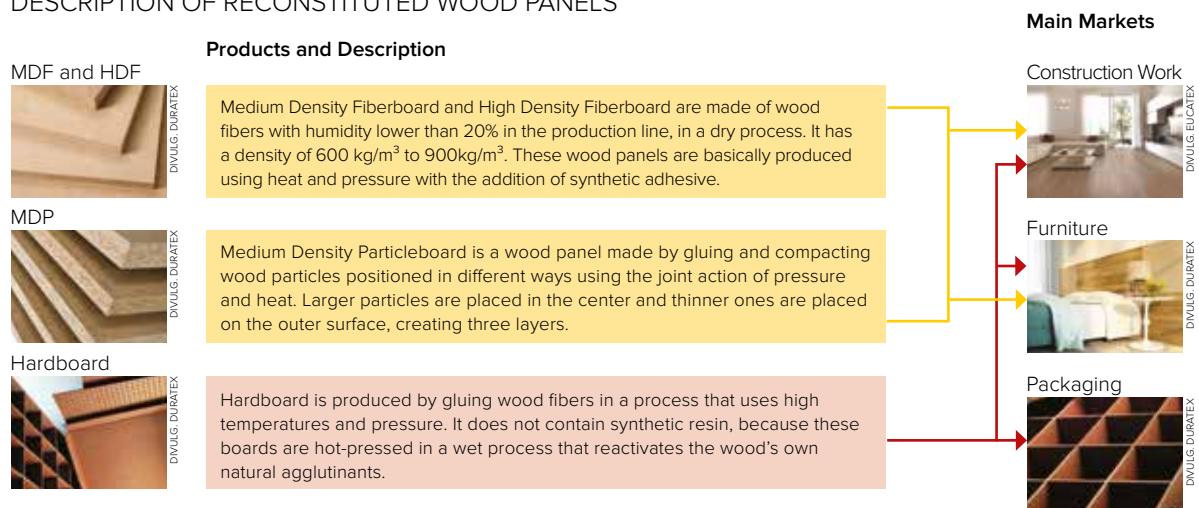 DESCRIPTION OF RECONSTITUTED WOOD PANELS
Main Markets
Products and Description
MDF and HDF
DIVULG. DURATEX
Medium Density Fiberboard and High Density Fiberboard are made of wood
fibers with humidity lower than 20% in the production line, in a dry process. It has
a density of 600 kg/m³ to 900kg/m³. These wood panels are basically produced
using heat and pressure with the addition of synthetic adhesive.
Construction Work
DIVULG. EUCATEX
MDP
DIVULG. DURATEX
Medium Density Particleboard is a wood panel made by gluing and compacting
wood particles positioned in different ways using the joint action of pressure
and heat. Larger particles are placed in the center and thinner ones are placed
on the outer surface, creating three layers.
Furniture
DIVULG. DURATEX
Hardboard
DIVULG. DURATEX
Hardboard is produced by gluing wood fibers in a process that uses high
temperatures and pressure. It does not contain synthetic resin, because these
boards are hot-pressed in a wet process that reactivates the wood's own
natural agglutinants.
Packaging
DIVULG. DURATEX